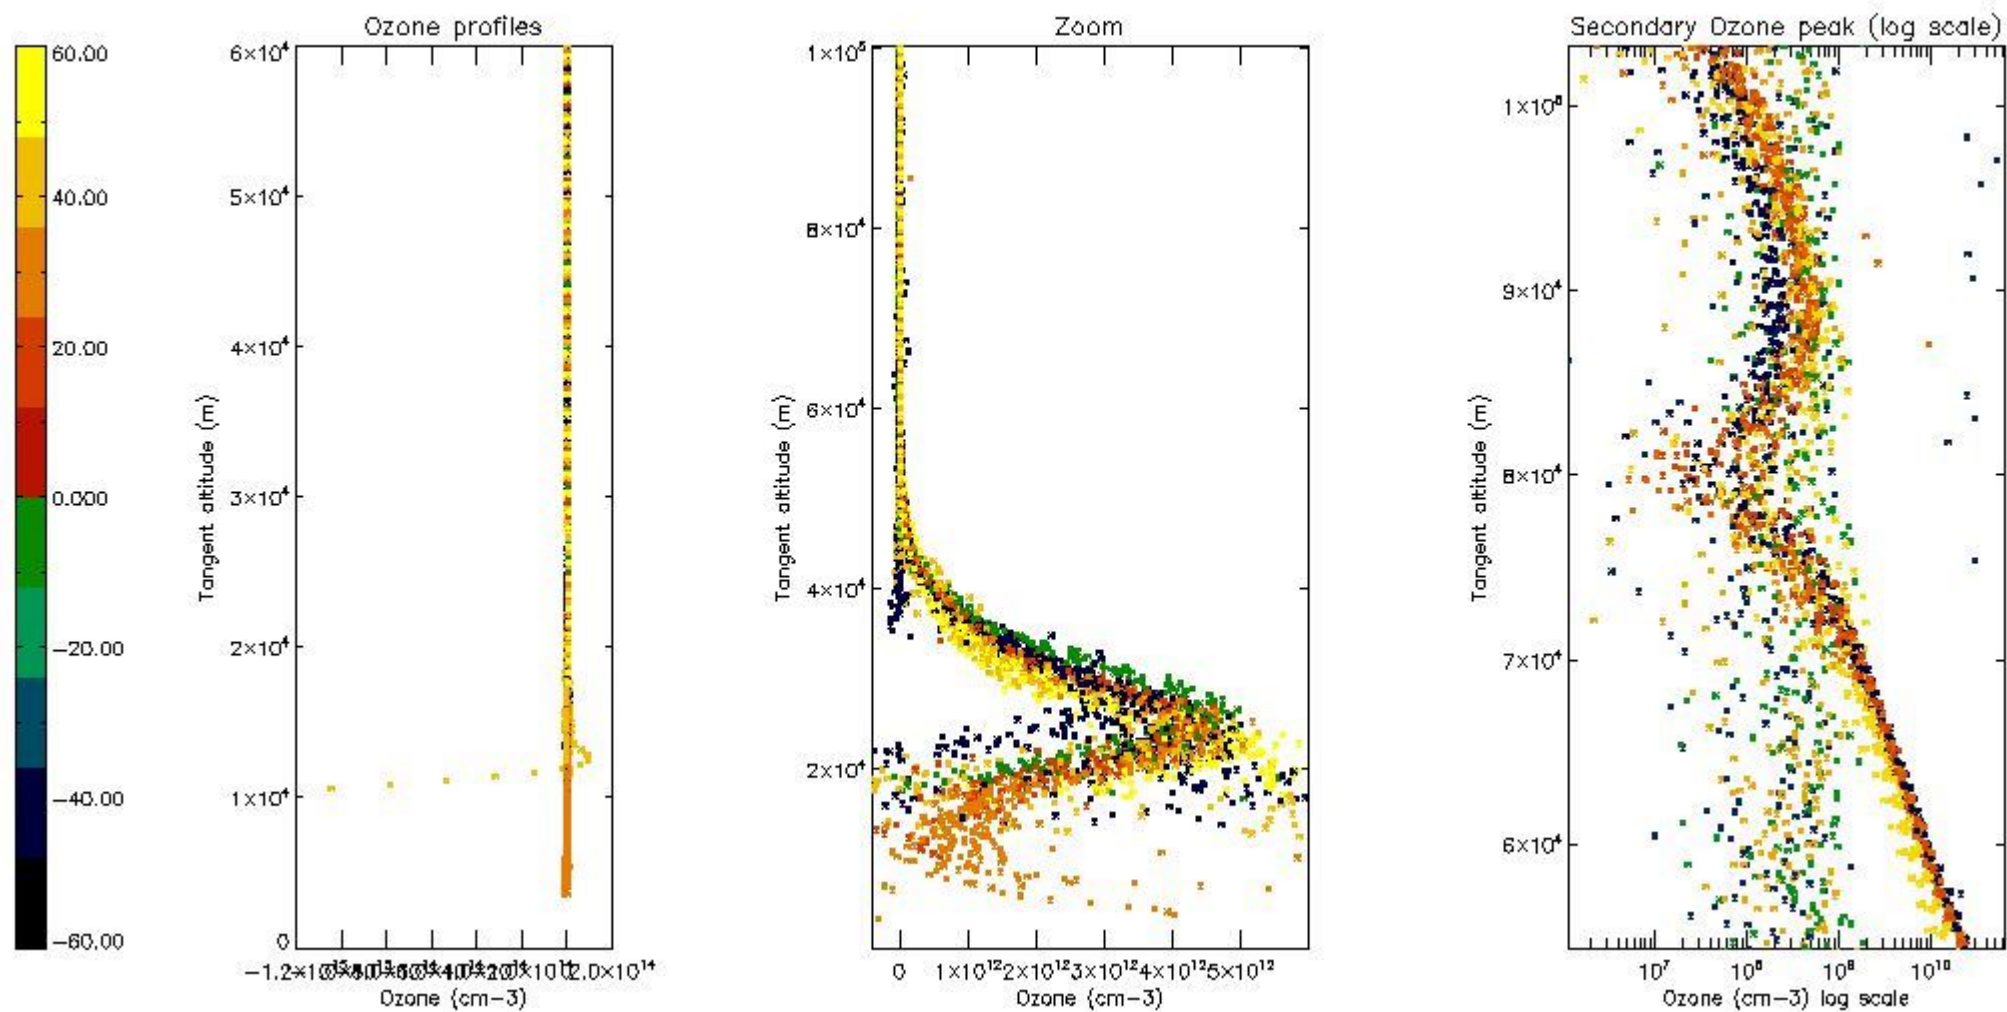 Ozone profiles
Zoom
Secondary Ozone peak (log scale)
60.00
40.00
20.00
0.000
−20.00
−40.00
−60.00
Tangent altitude (m)
6×10⁴
5×10⁴
4×10⁴
3×10⁴
2×10⁴
1×10⁴
0
2.0×10¹⁴
Ozone (cm−3)
Tangent altitude (m)
1×10⁵
8×10⁴
6×10⁴
4×10⁴
2×10⁴
0 1×10¹² 2×10¹² 3×10¹² 4×10¹² 5×10¹²
Ozone (cm−3)
Tangent altitude (m)
9×10⁴
8×10⁴
7×10⁴
6×10⁴
10⁷ 10¹⁰
Ozone (cm−3) log scale